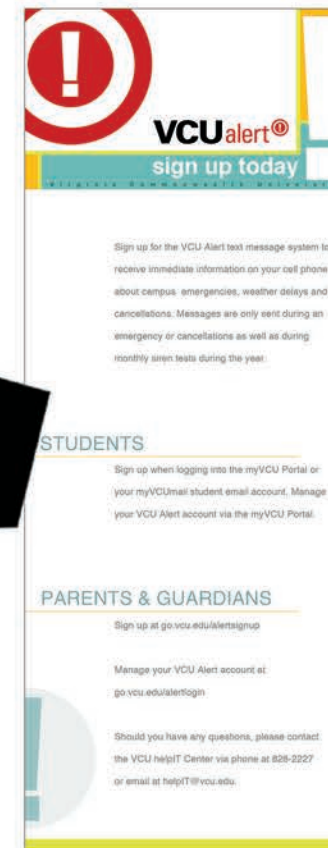 !
VCUalert
sign up today
Virginia Commonwealth Univers
Sign up for the VCU Alert text message system to
receive immediate information on your cell phone
about campus emergencies, weather delays and
cancellations. Messages are only sent during an
emergency or cancellations as well as during
monthly siren tests during the year.
STUDENTS
Sign up when logging into the myVCU Portal or
your myVCUmail student email account. Manage
your VCU Alert account via the myVCU Portal.
PARENTS & GUARDIANS
Sign up at go.vcu.edu/alertsignup
Manage your VCU Alert account at
go.vcu.edu/alertlogin
Should you have any questions, please contact
the VCU helpIT Center via phone at 828-2227
or email at helpIT@vcu.edu.
!